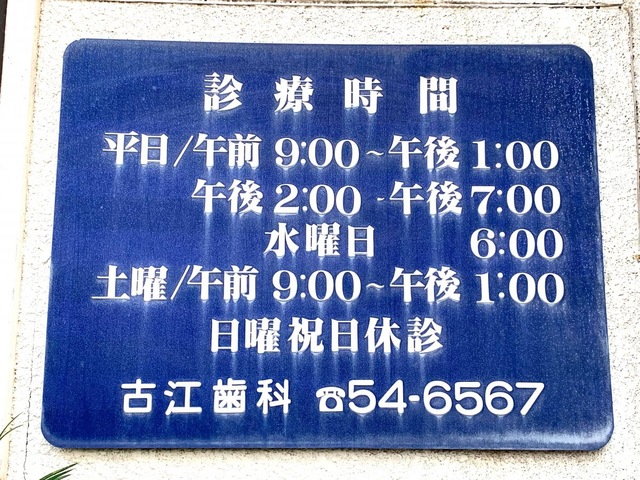 診療時間
平日/午前 9:00~午後 1:00
午後 2:00-午後 7:00
水曜日 6:00
土曜/午前 9:00~午後 1:00
日曜祝日休診
古江歯科 ☎54-6567